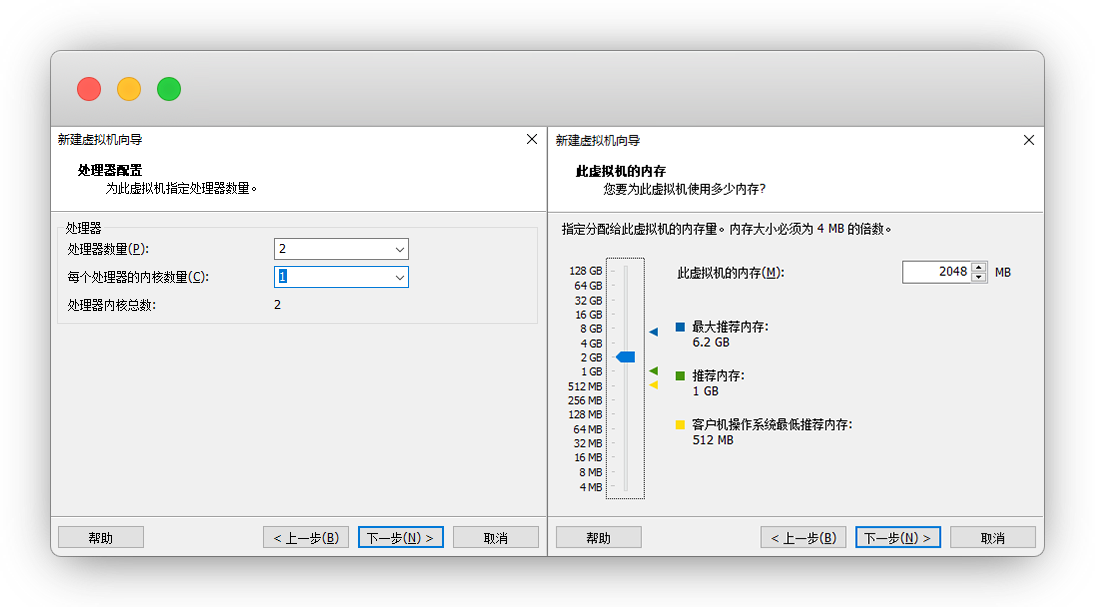 新建虚拟机向导
处理器配置
为此虚拟机指定处理器数量。
处理器
处理器数量(P):
2
每个处理器的内核数量(C):
1
处理器内核总数:
2
帮助
< 上一步(B)
下一步(N) >
取消
新建虚拟机向导
此虚拟机的内存
您要为此虚拟机使用多少内存?
指定分配给此虚拟机的内存量。内存大小必须为 4 MB 的倍数。
128 GB
64 GB
32 GB
16 GB
8 GB
4 GB
2 GB
1 GB
512 MB
256 MB
128 MB
64 MB
32 MB
16 MB
8 MB
4 MB
此虚拟机的内存(M):
2048 MB
最大推荐内存:
6.2 GB
推荐内存:
1 GB
客户机操作系统最低推荐内存:
512 MB
帮助
< 上一步(B)
下一步(N) >
取消